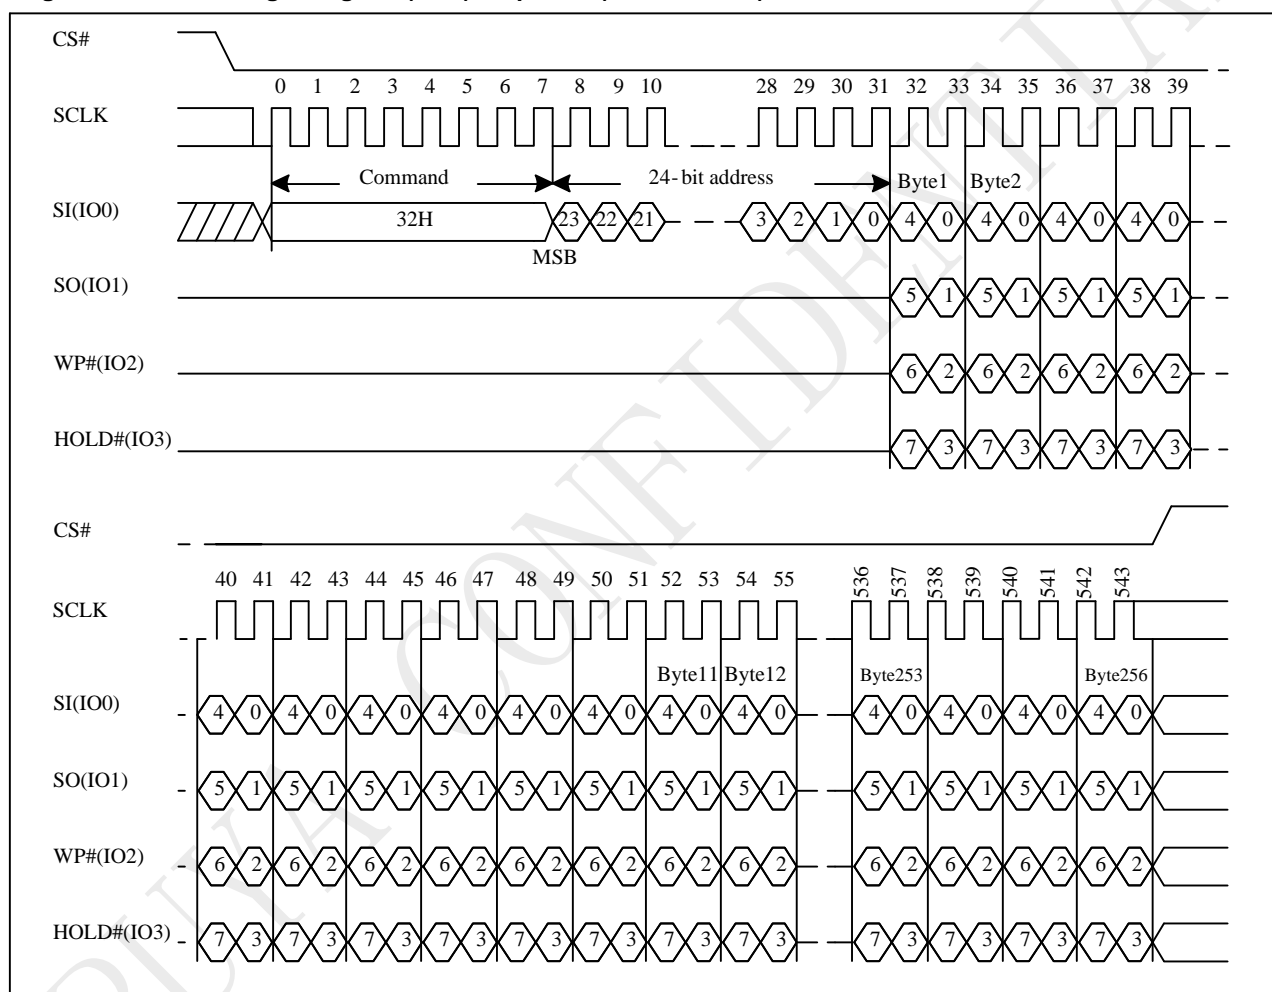 CS#
0 1 2 3 4 5 6 7 8 9 10 28 29 30 31 32 33 34 35 36 37 38 39
SCLK
Command 24-bit address Byte1 Byte2
SI(IO0) 32H 23 22 21 3 2 1 0 4 0 4 0 4 0 4 0
MSB
SO(IO1) 5 1 5 1 5 1 5 1
WP#(IO2) 6 2 6 2 6 2 6 2
HOLD#(IO3) 7 3 7 3 7 3 7 3
CS#
40 41 42 43 44 45 46 47 48 49 50 51 52 53 54 55 536 537 538 539 540 541 542 543
SCLK
Byte11 Byte12 Byte253 Byte256
SI(IO0) 4 0 4 0 4 0 4 0 4 0 4 0 4 0 4 0 4 0 4 0 4 0 4 0
SO(IO1) 5 1 5 1 5 1 5 1 5 1 5 1 5 1 5 1 5 1 5 1 5 1 5 1
WP#(IO2) 6 2 6 2 6 2 6 2 6 2 6 2 6 2 6 2 6 2 6 2 6 2 6 2
HOLD#(IO3) 7 3 7 3 7 3 7 3 7 3 7 3 7 3 7 3 7 3 7 3 7 3 7 3
PUYA CONFIDENTIAL